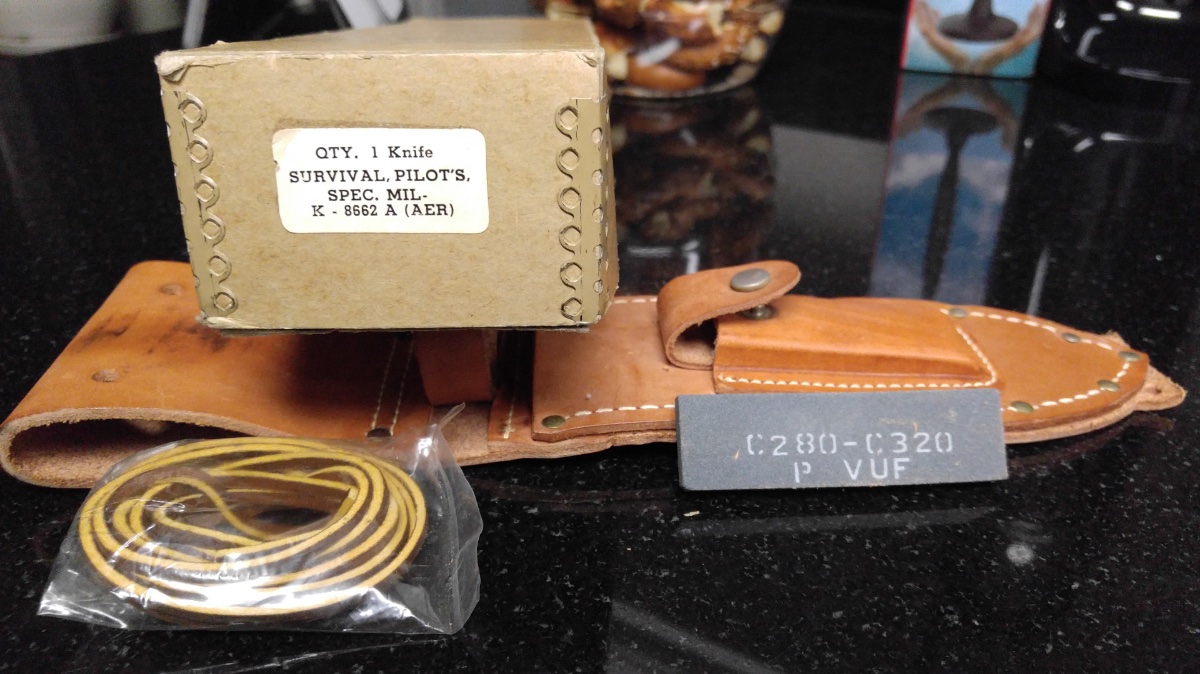 QTY. 1 Knife
SURVIVAL, PILOT'S,
SPEC. MIL-
K - 8662 A (AER)
C280-C320
P VUF